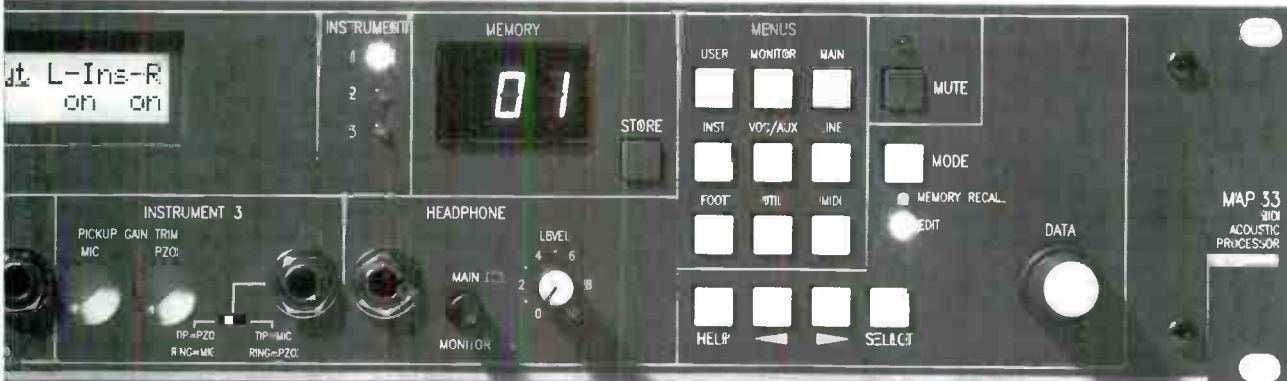 L-Ins-R
on on
INSTRUMENT
1
2
3
MEMORY
01
STORE
MENUS
USER MONITOR MAIN
INST VOC/AUX LINE
FOOT UTIL MIDI
HELP SELECT
MUTE
MODE
MEMORY RECALL
EDIT
DATA
MAP 33
MIDI
ACOUSTIC
PROCESSOR
INSTRUMENT 3
PICKUP GAIN TRIM
MIC PZO
TIP=PZO TIP=MIC
RING=MIC RING=PZO
HEADPHONE
MAIN
MONITOR
LEVEL
4 6
2 8
0 10